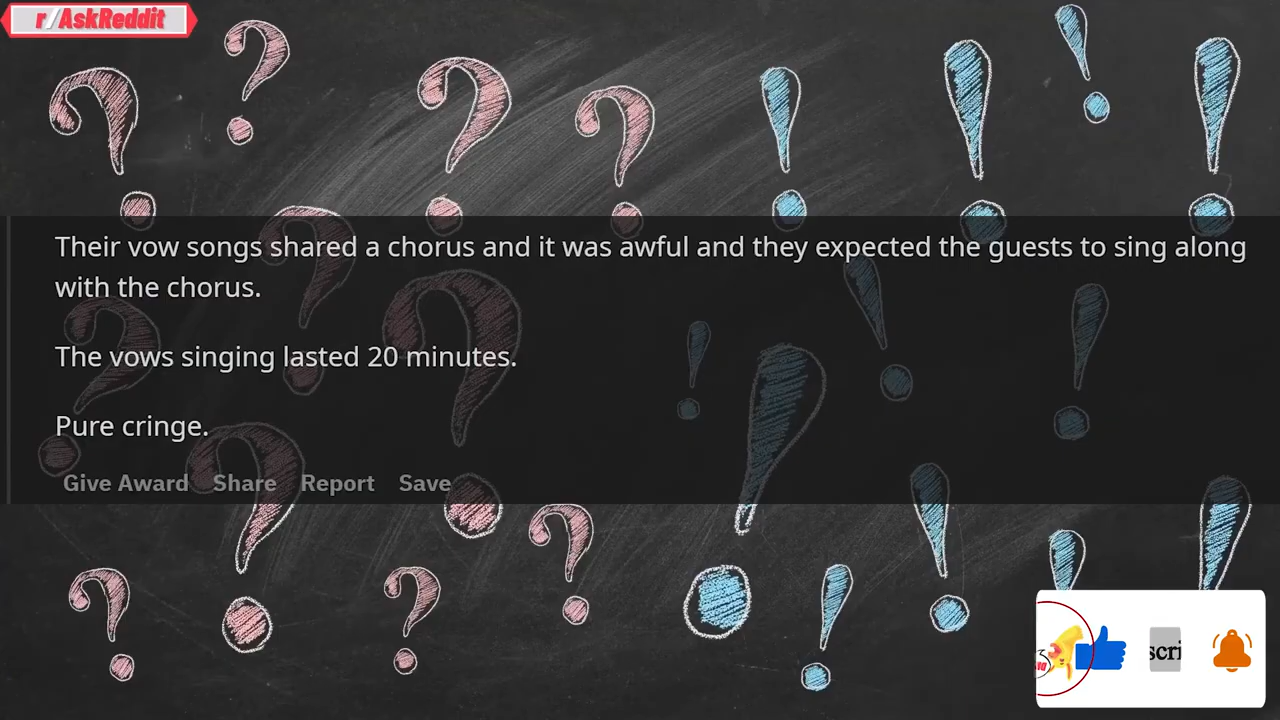 r/AskReddit
Their vow songs shared a chorus and it was awful and they expected the guests to sing along
with the chorus.
The vows singing lasted 20 minutes.
Pure cringe.
Give Award Share Report Save
scri